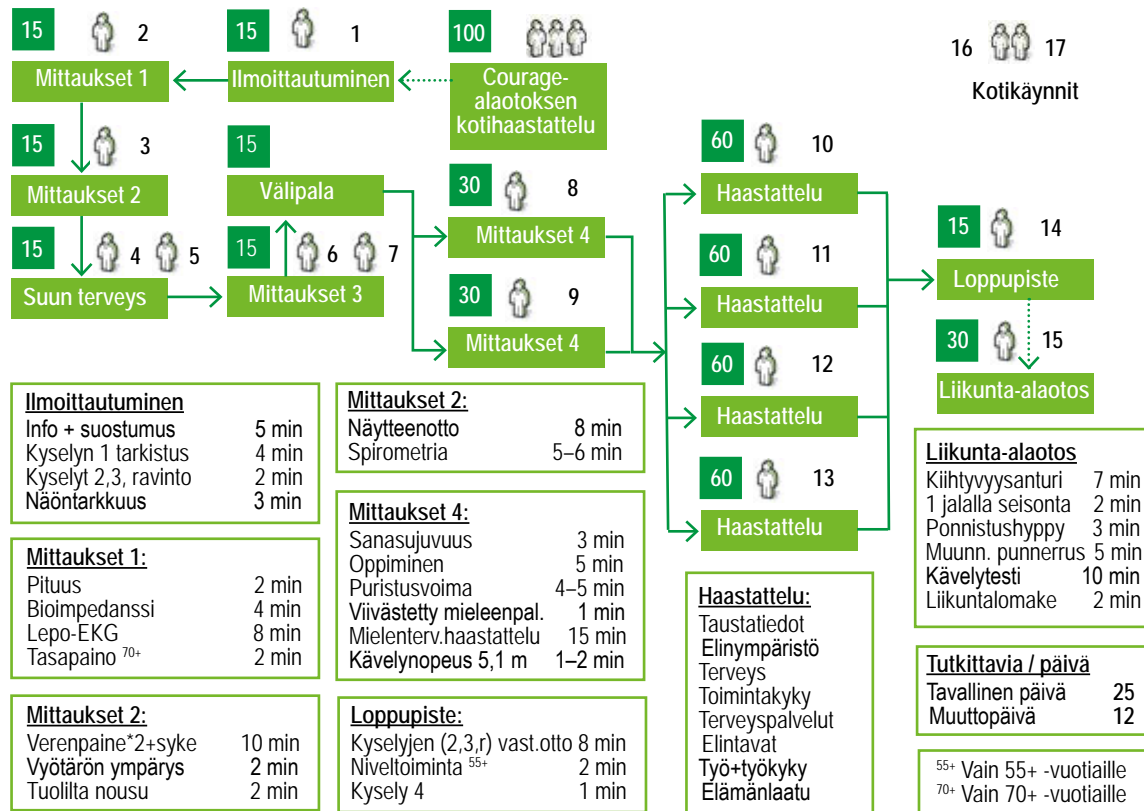 15 2
Mittaukset 1
15 1
Ilmoittautuminen
100
Courage-
alaotoksen
kotihaastattelu
16 17
Kotikäynnit
15 3
Mittaukset 2
15
Välipala
15 4 5
Suun terveys
15 6 7
Mittaukset 3
30 8
Mittaukset 4
30 9
Mittaukset 4
60 10
Haastattelu
60 11
Haastattelu
60 12
Haastattelu
60 13
Haastattelu
15 14
Loppupiste
30 15
Liikunta-alaotos
Ilmoittautuminen
Info + suostumus 5 min
Kyselyn 1 tarkistus 4 min
Kyselyt 2,3, ravinto 2 min
Näöntarkkuus 3 min
Mittaukset 1:
Pituus 2 min
Bioimpedanssi 4 min
Lepo-EKG 8 min
Tasapaino 70+ 2 min
Mittaukset 2:
Verenpaine*2+syke 10 min
Vyötärön ympärys 2 min
Tuolilta nousu 2 min
Mittaukset 2:
Näytteenotto 8 min
Spirometria 5–6 min
Mittaukset 4:
Sanasujuvuus 3 min
Oppiminen 5 min
Puristusvoima 4–5 min
Viivästetty mieleenpal. 1 min
Mielenterv.haastattelu 15 min
Kävelynopeus 5,1 m 1–2 min
Loppupiste:
Kyselyjen (2,3,r) vast.otto 8 min
Niveltoiminta 55+ 2 min
Kysely 4 1 min
Haastattelu:
Taustatiedot
Elinympäristö
Terveys
Toimintakyky
Terveyspalvelut
Elintavat
Työ+työkyky
Elämänlaatu
Liikunta-alaotos
Kiihtyvyysanturi 7 min
1 jalalla seisonta 2 min
Ponnistushyppy 3 min
Muunn. punnerrus 5 min
Kävelytesti 10 min
Liikuntalomake 2 min
Tutkittavia / päivä
Tavallinen päivä 25
Muuttopäivä 12
55+ Vain 55+ -vuotiaille
70+ Vain 70+ -vuotiaille